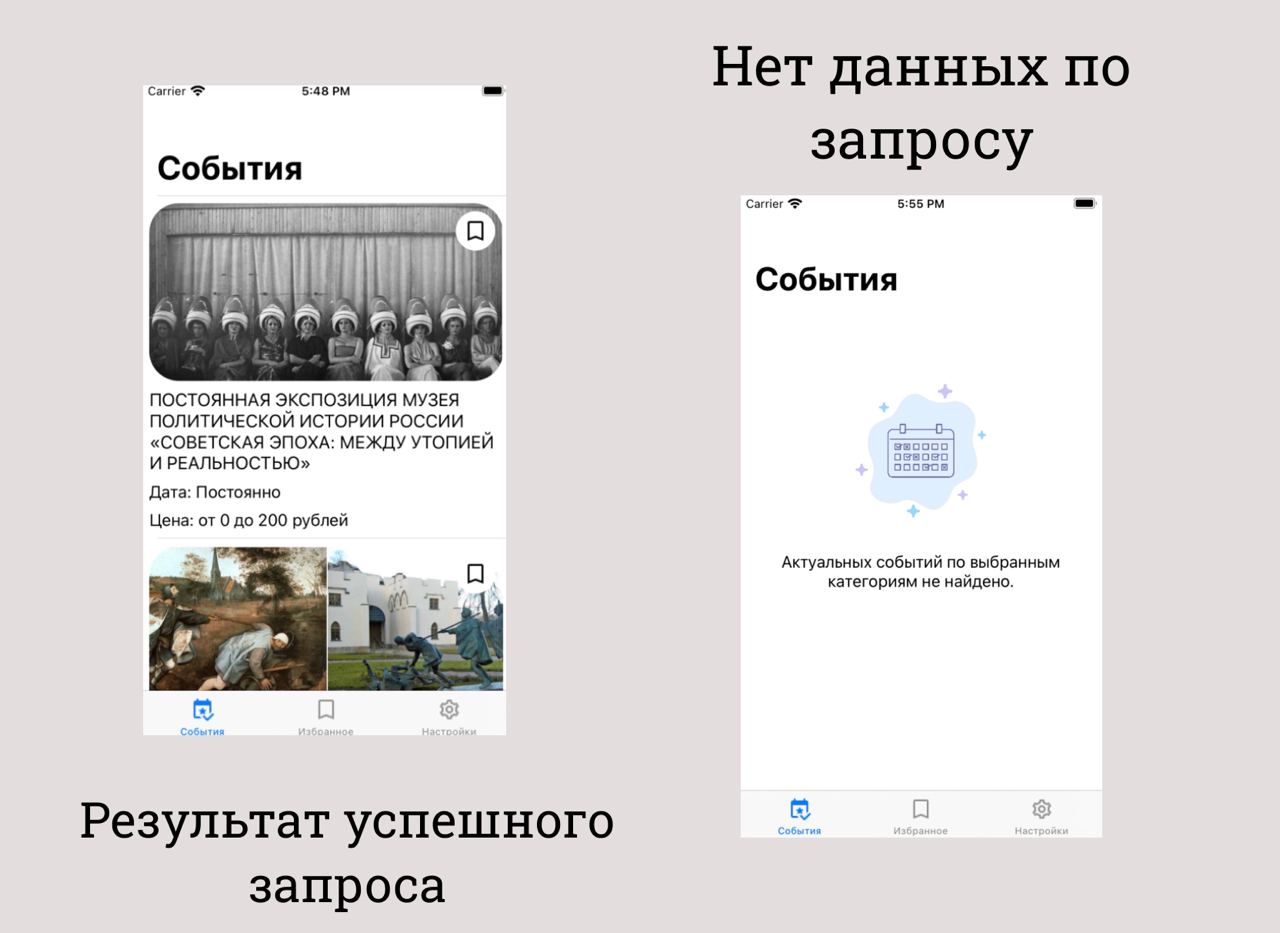 Carrier 5:48 PM
События
ПОСТОЯННАЯ ЭКСПОЗИЦИЯ МУЗЕЯ
ПОЛИТИЧЕСКОЙ ИСТОРИИ РОССИИ
«СОВЕТСКАЯ ЭПОХА: МЕЖДУ УТОПИЕЙ
И РЕАЛЬНОСТЬЮ»
Дата: Постоянно
Цена: от 0 до 200 рублей
События Избранное Настройки
Результат успешного
запроса
Нет данных по
запросу
Carrier 5:55 PM
События
Актуальных событий по выбранным
категориям не найдено.
События Избранное Настройки